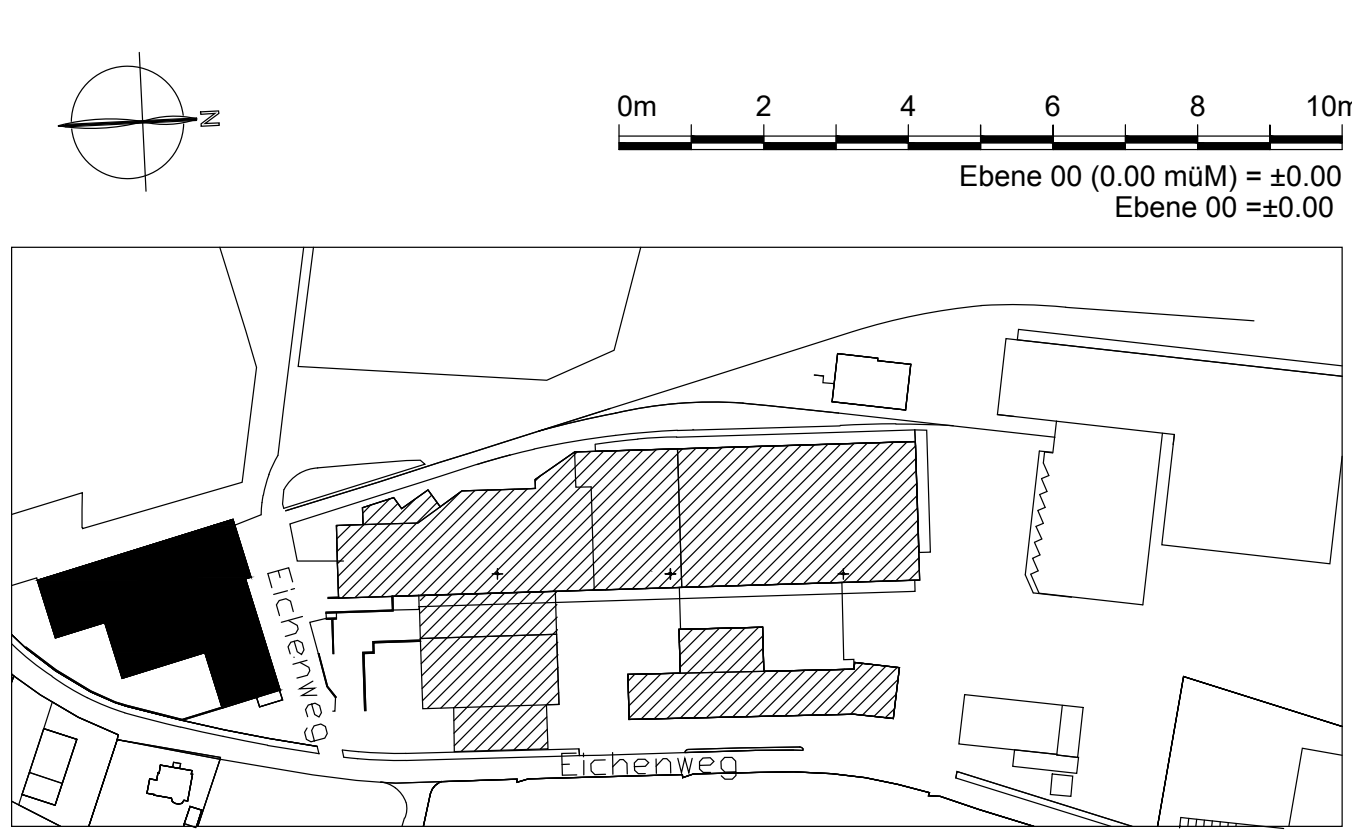 N
0m 2 4 6 8 10m
Ebene 00 (0.00 müM) = ±0.00
Ebene 00 =±0.00
Eichenweg
Eichenweg